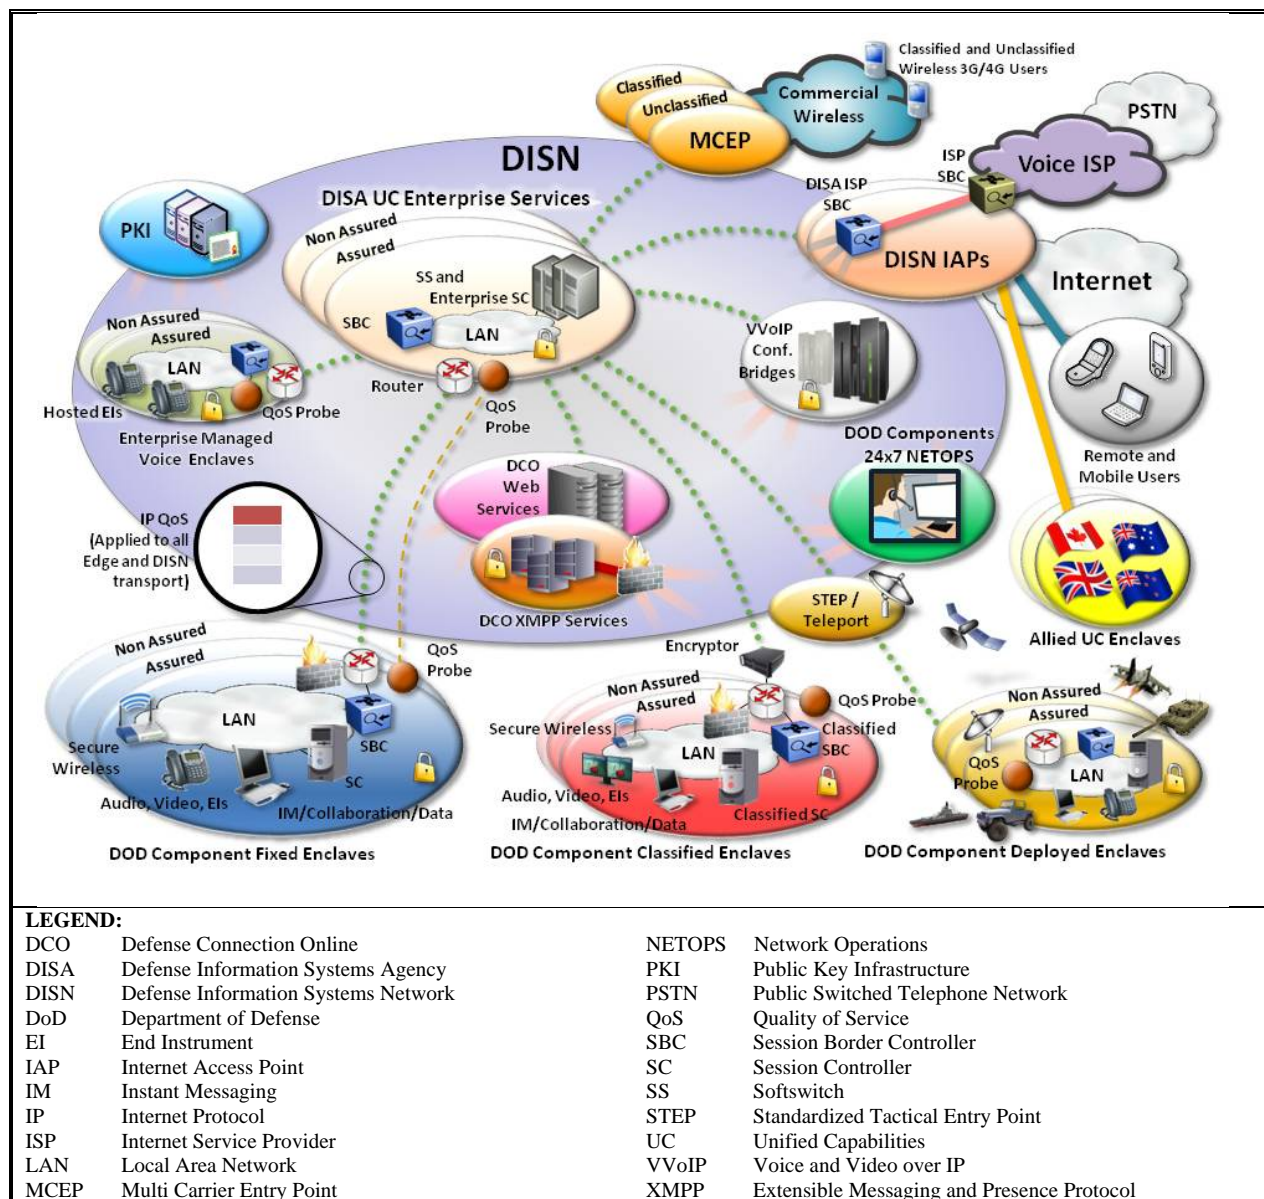 Classified and Unclassified
Wireless 3G/4G Users
Classified
Unclassified
MCEP
Commercial
Wireless
PSTN
Voice ISP
ISP
SBC
DISN
DISA UC Enterprise Services
DISA ISP
SBC
DISN IAPs
PKI
Non Assured
Assured
SS and
Enterprise SC
SBC
LAN
Internet
Non Assured
Assured
LAN
Hosted EIs
QoS Probe
Enterprise Managed
Voice Enclaves
Router
QoS
Probe
VVoIP
Conf.
Bridges
DOD Components
24x7 NETOPS
Remote and
Mobile Users
DCO
Web
Services
IP QoS
(Applied to all
Edge and DISN
transport)
DCO XMPP Services
STEP /
Teleport
Allied UC Enclaves
Non Assured
Assured
QoS
Probe
LAN
SBC
Secure
Wireless
SC
Audio, Video, EIs
IM/Collaboration/Data
DOD Component Fixed Enclaves
Encryptor
Non Assured
Assured
QoS Probe
Secure Wireless
LAN
Classified
SBC
Audio, Video, EIs
Classified SC
IM/Collaboration/Data
DOD Component Classified Enclaves
Non Assured
Assured
QoS
Probe
LAN
DOD Component Deployed Enclaves
LEGEND:
DCO Defense Connection Online
DISA Defense Information Systems Agency
DISN Defense Information Systems Network
DoD Department of Defense
EI End Instrument
IAP Internet Access Point
IM Instant Messaging
IP Internet Protocol
ISP Internet Service Provider
LAN Local Area Network
MCEP Multi Carrier Entry Point
NETOPS Network Operations
PKI Public Key Infrastructure
PSTN Public Switched Telephone Network
QoS Quality of Service
SBC Session Border Controller
SC Session Controller
SS Softswitch
STEP Standardized Tactical Entry Point
UC Unified Capabilities
VVoIP Voice and Video over IP
XMPP Extensible Messaging and Presence Protocol